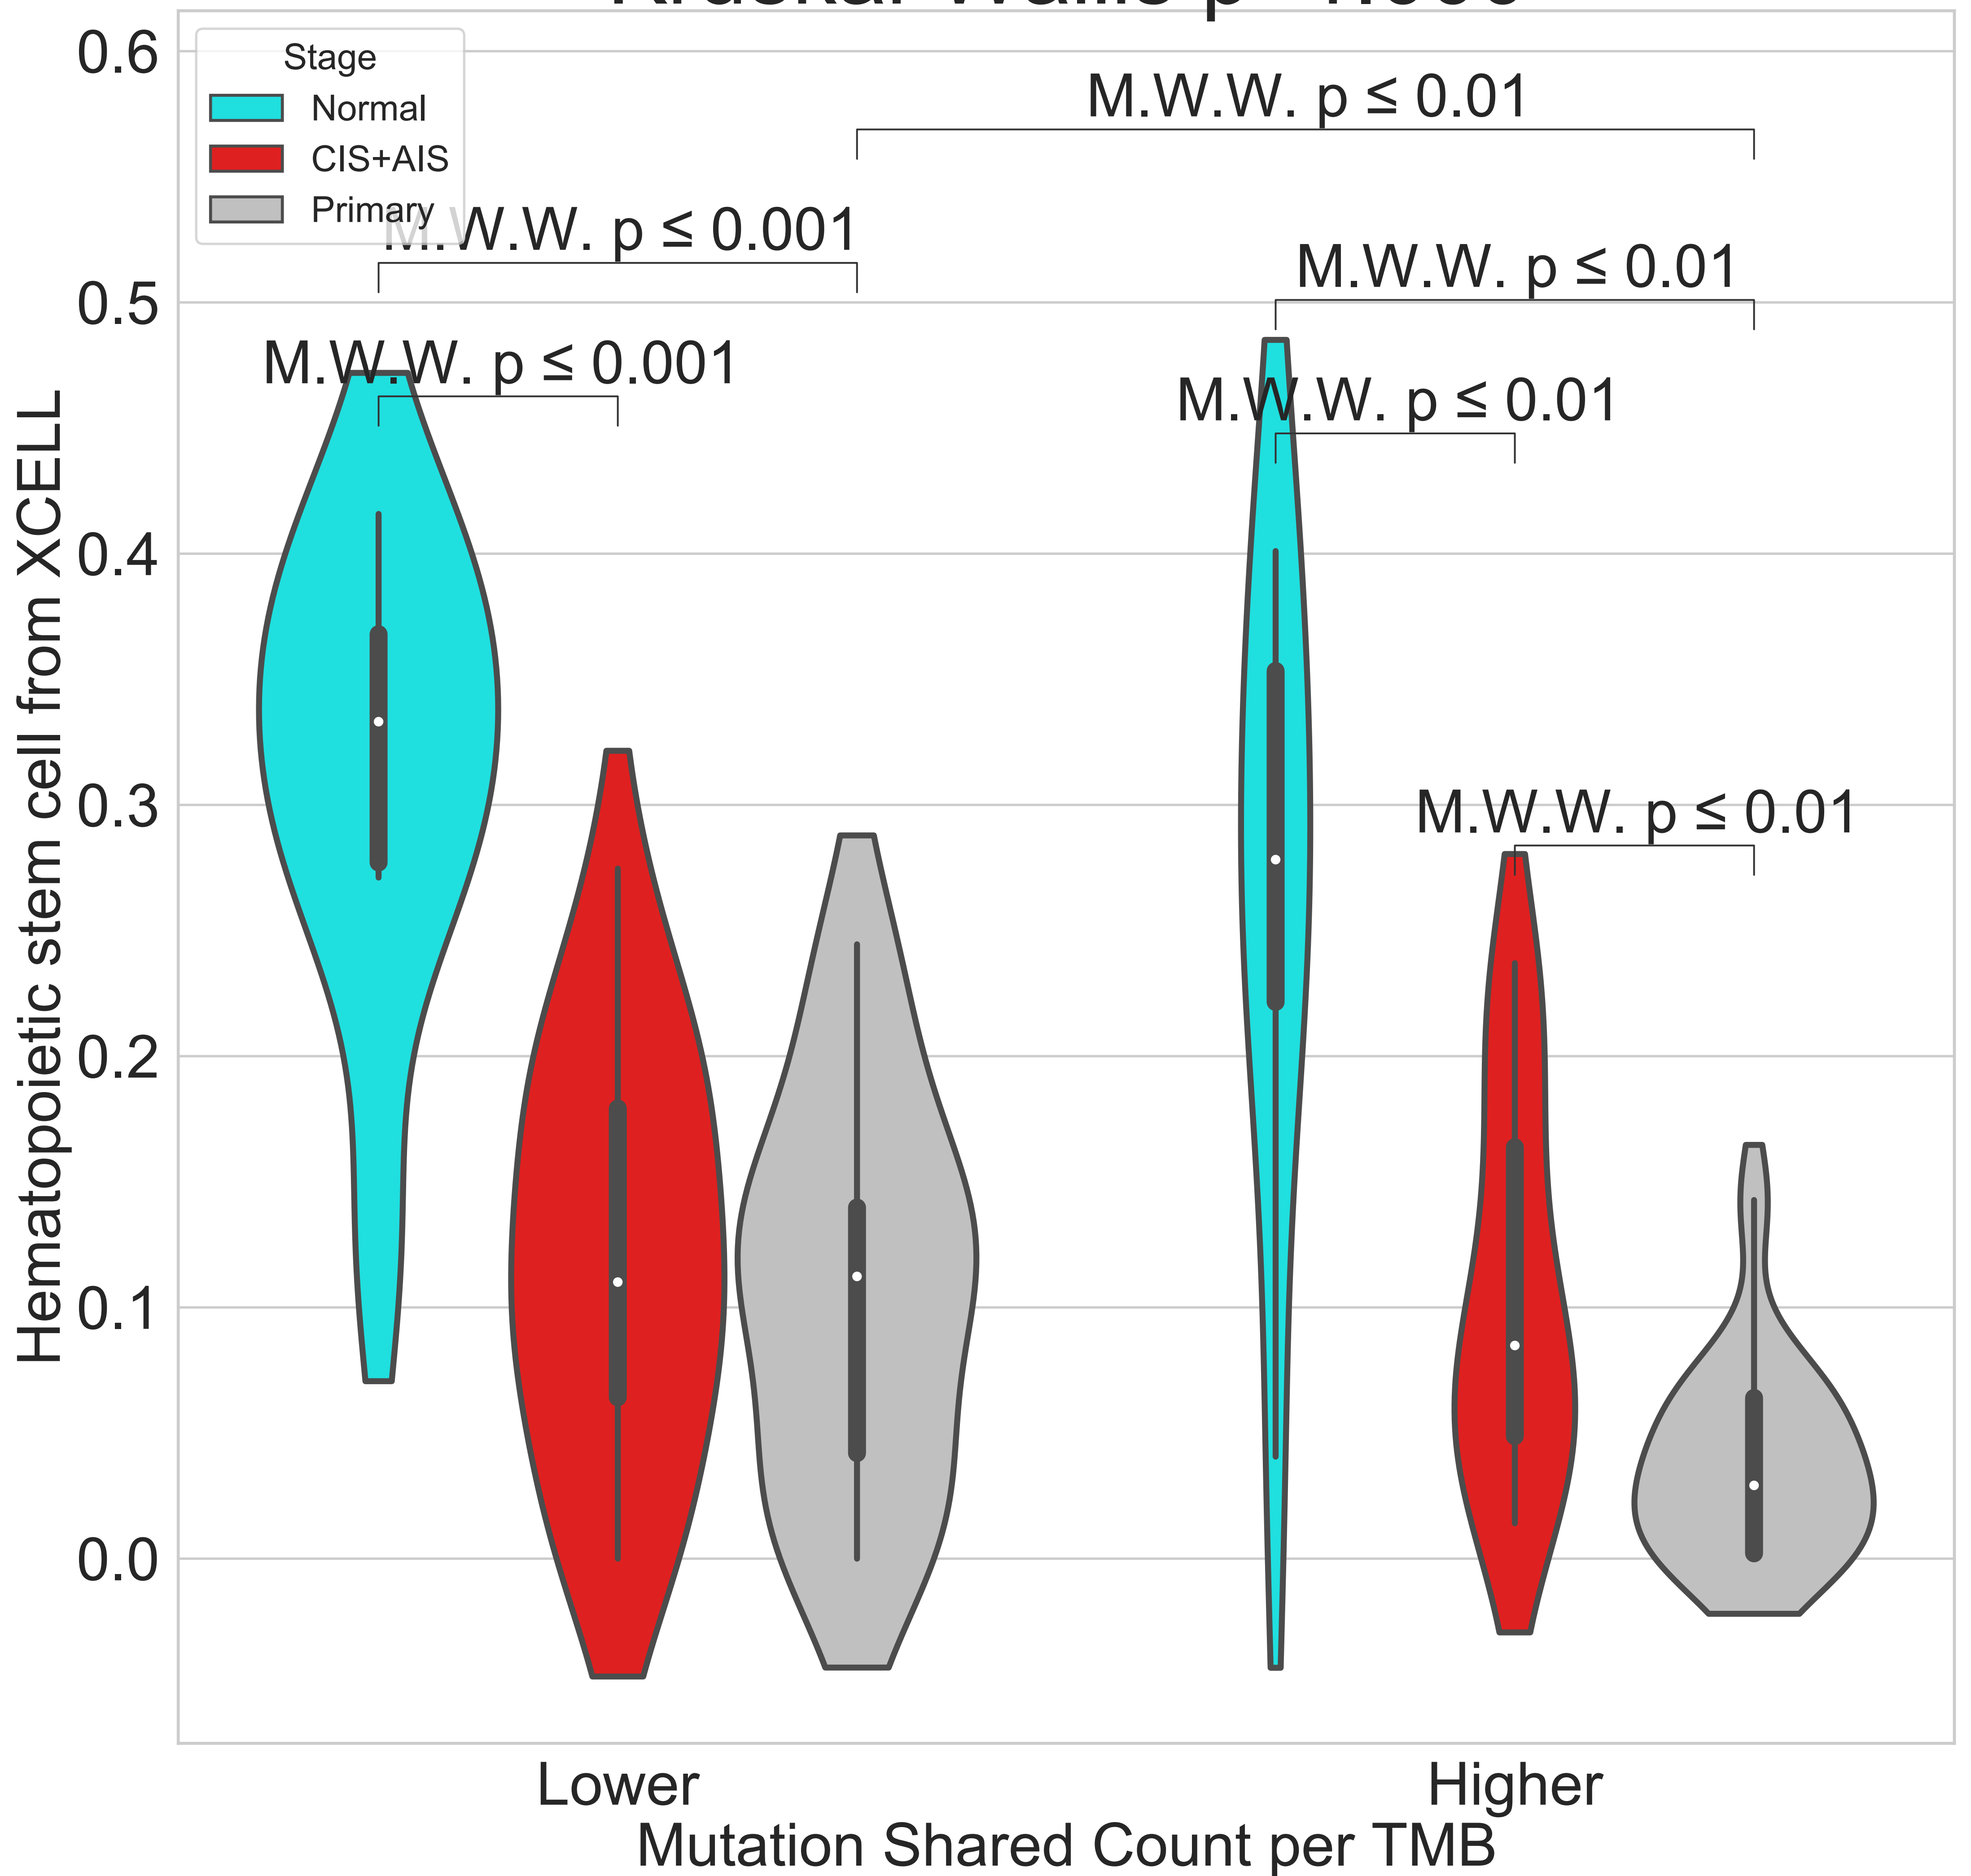 Stage
Normal
CIS+AIS
Primary
M.W.W. p ≤ 0.01
M.W.W. p ≤ 0.001
M.W.W. p ≤ 0.01
M.W.W. p ≤ 0.001
M.W.W. p ≤ 0.01
M.W.W. p ≤ 0.01
Hematopoietic stem cell from XCELL
0.6
0.5
0.4
0.3
0.2
0.1
0.0
Lower
Higher
Mutation Shared Count per TMB